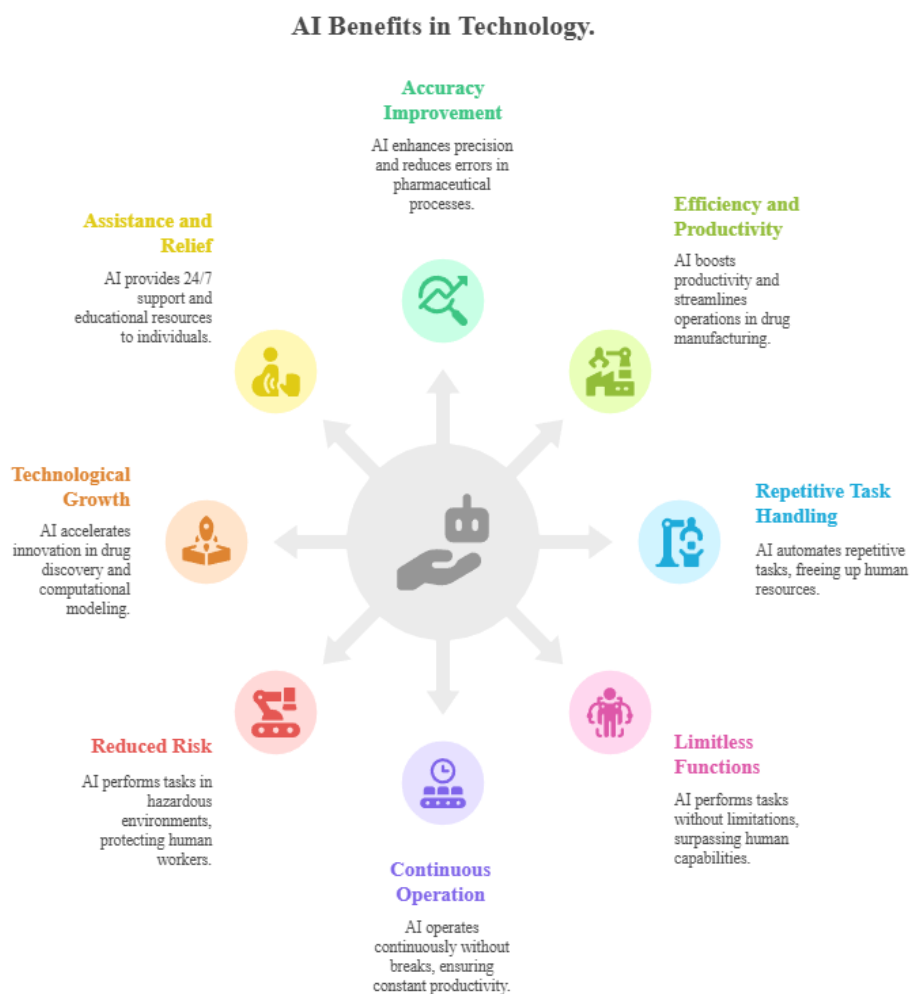 AI Benefits in Technology.
Accuracy
Improvement
AI enhances precision
and reduces errors in
pharmaceutical
processes.
Efficiency and
Productivity
AI boosts
productivity and
streamlines
operations in drug
manufacturing.
Repetitive Task
Handling
AI automates repetitive
tasks, freeing up human
resources.
Limitless
Functions
AI performs tasks
without limitations,
surpassing human
capabilities.
Continuous
Operation
AI operates
continuously without
breaks, ensuring
constant productivity.
Reduced Risk
AI performs tasks in
hazardous
environments,
protecting human
workers.
Technological
Growth
AI accelerates
innovation in drug
discovery and
computational
modeling.
Assistance and
Relief
AI provides 24/7
support and
educational resources
to individuals.